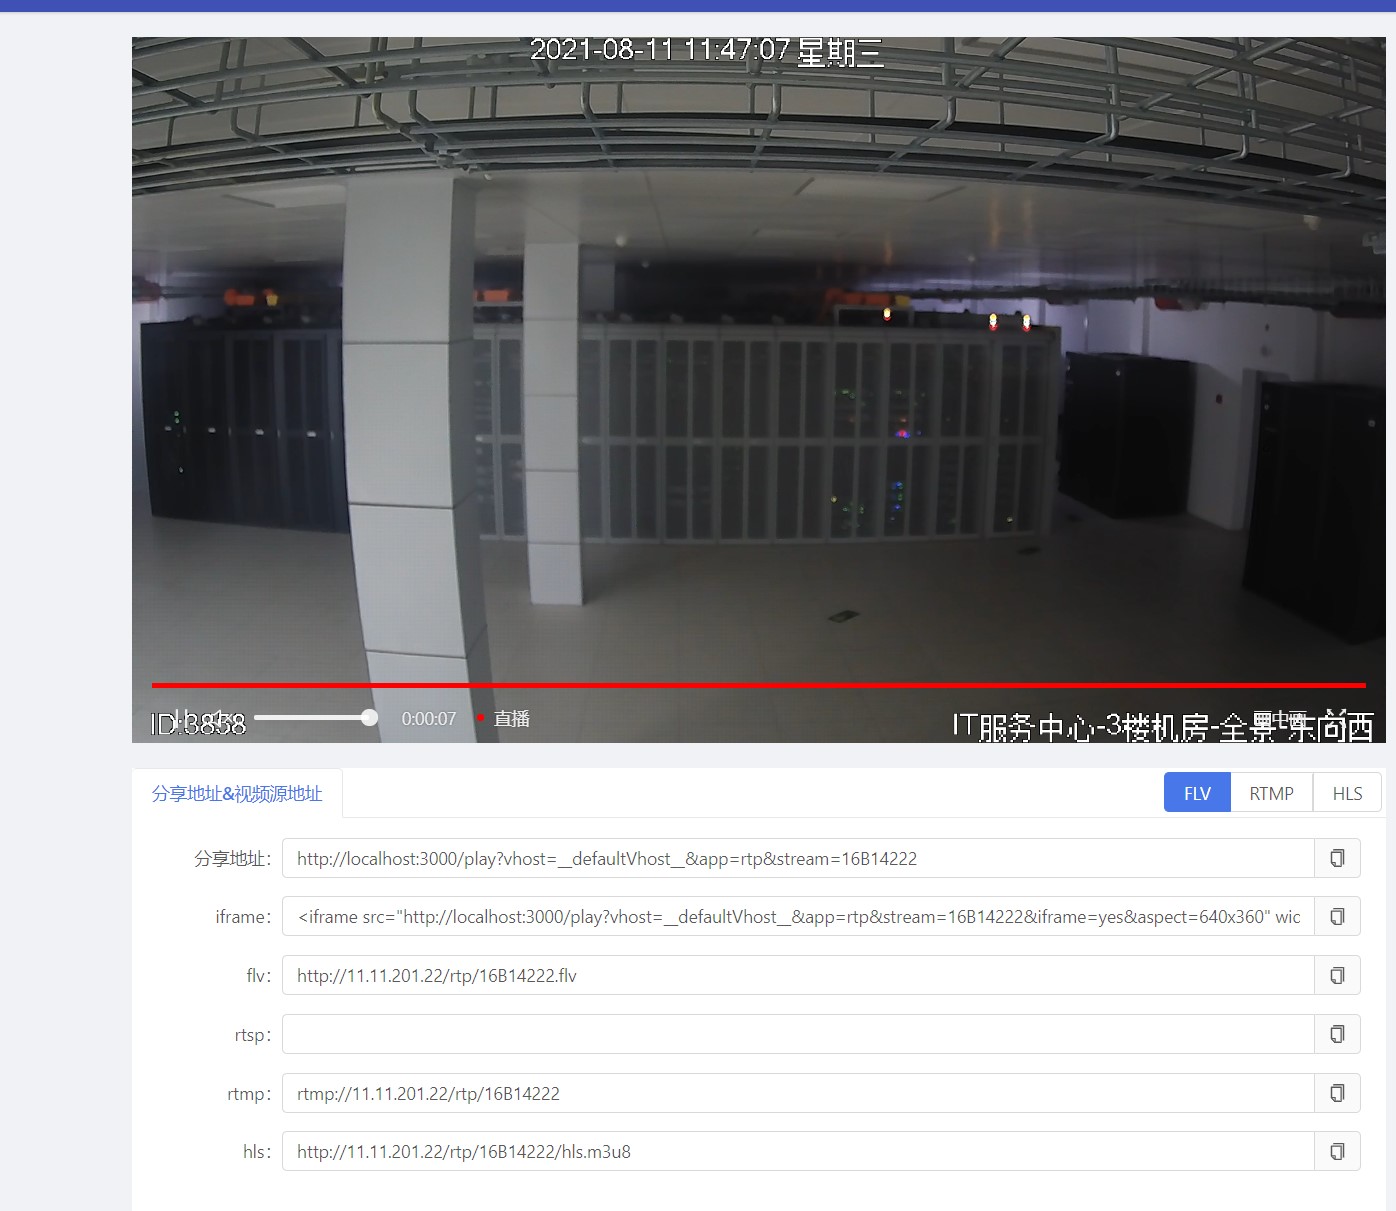 2021-08-11 11:47:07 星期三
ID:3858
0:00:07
直播
IT服务中心-3楼机房-全景-东向西
画中画
分享地址&视频源地址
FLV
RTMP
HLS
分享地址: http://localhost:3000/play?vhost=__defaultVhost__&app=rtp&stream=16B14222
iframe: <iframe src="http://localhost:3000/play?vhost=__defaultVhost__&app=rtp&stream=16B14222&iframe=yes&aspect=640x360" wic
flv: http://11.11.201.22/rtp/16B14222.flv
rtsp:
rtmp: rtmp://11.11.201.22/rtp/16B14222
hls: http://11.11.201.22/rtp/16B14222/hls.m3u8